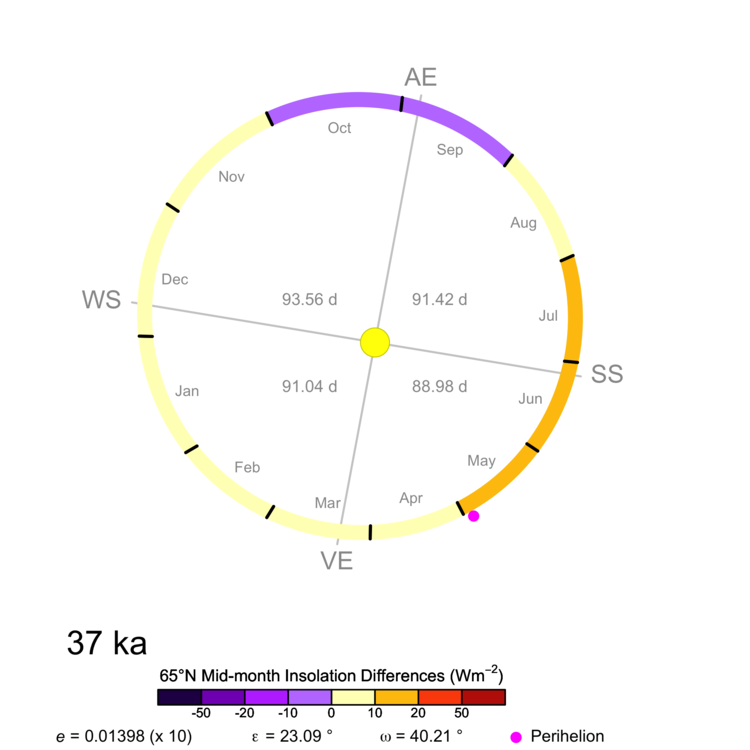 AE
Oct
Sep
Nov
Aug
Dec
WS
93.56 d
91.42 d
Jul
SS
91.04 d
88.98 d
Jan
Jun
Feb
May
Mar
Apr
VE
37 ka
65°N Mid-month Insolation Differences (Wm⁻²)
-50 -20 -10 0 10 20 50
e = 0.01398 (x 10) ε = 23.09 ° ω = 40.21 ° Perihelion